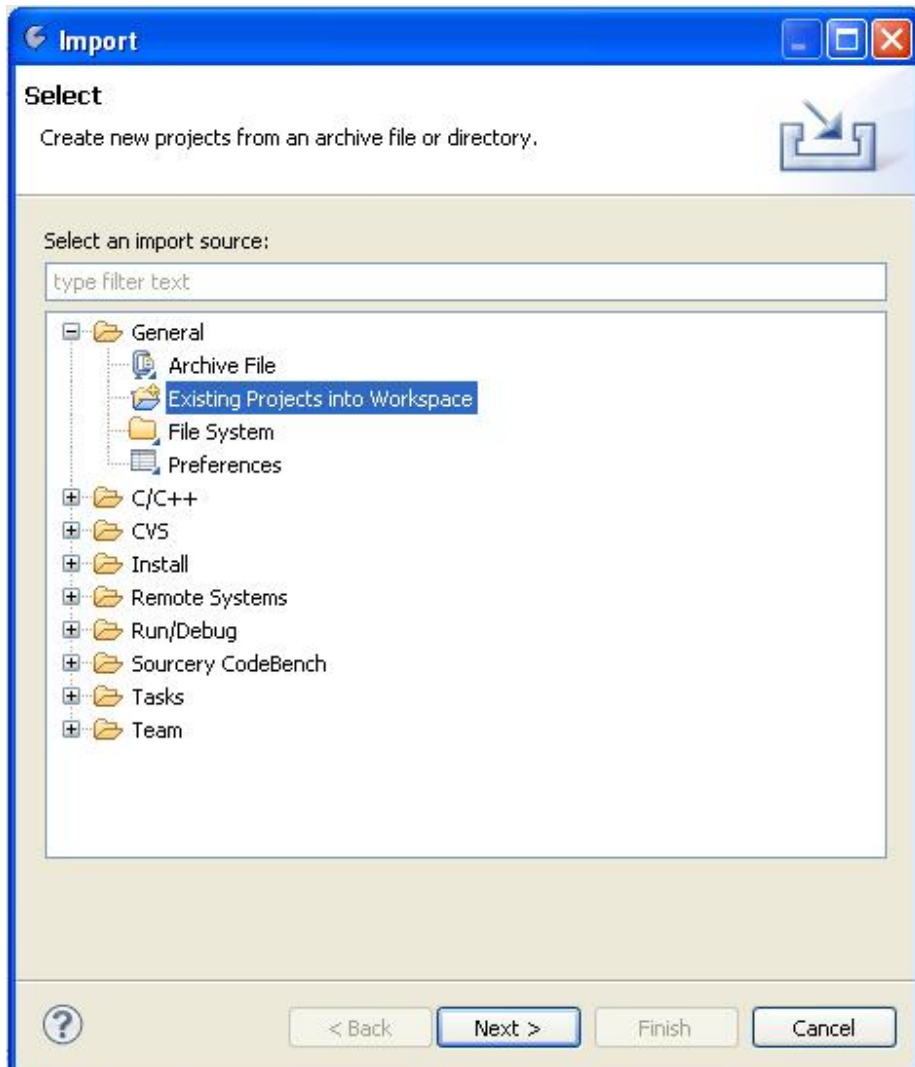 Import
Select
Create new projects from an archive file or directory.
Select an import source:
type filter text
General
Archive File
Existing Projects into Workspace
File System
Preferences
C/C++
CVS
Install
Remote Systems
Run/Debug
Sourcery CodeBench
Tasks
Team
? < Back Next > Finish Cancel